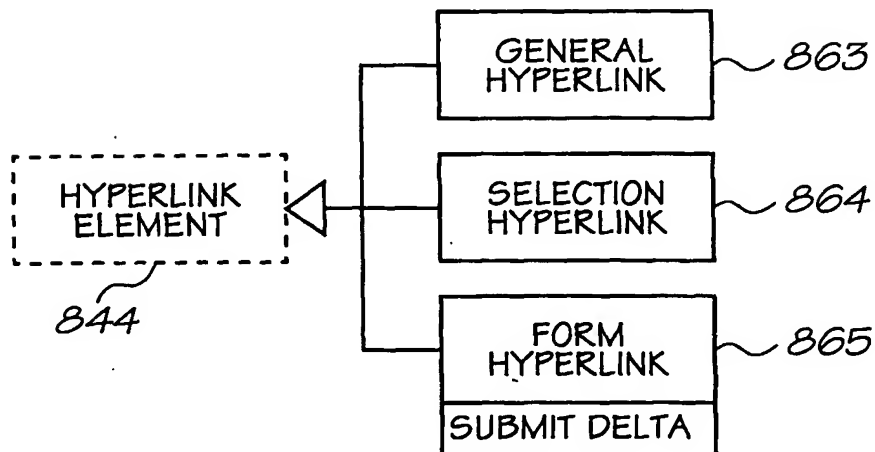 GENERAL
HYPERLINK
863
HYPERLINK
ELEMENT
844
SELECTION
HYPERLINK
864
FORM
HYPERLINK
865
SUBMIT DELTA